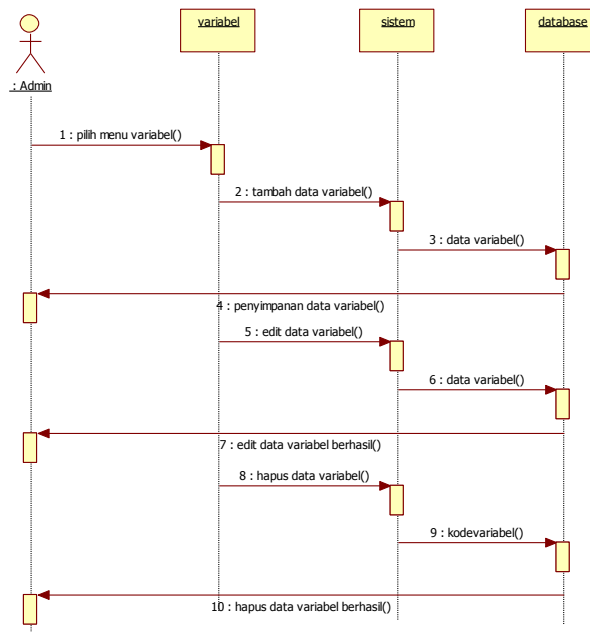 variabel
sistem
database
: Admin
1 : pilih menu variabel()
2 : tambah data variabel()
3 : data variabel()
4 : penyimpanan data variabel()
5 : edit data variabel()
6 : data variabel()
7 : edit data variabel berhasil()
8 : hapus data variabel()
9 : kodevariabel()
10 : hapus data variabel berhasil()